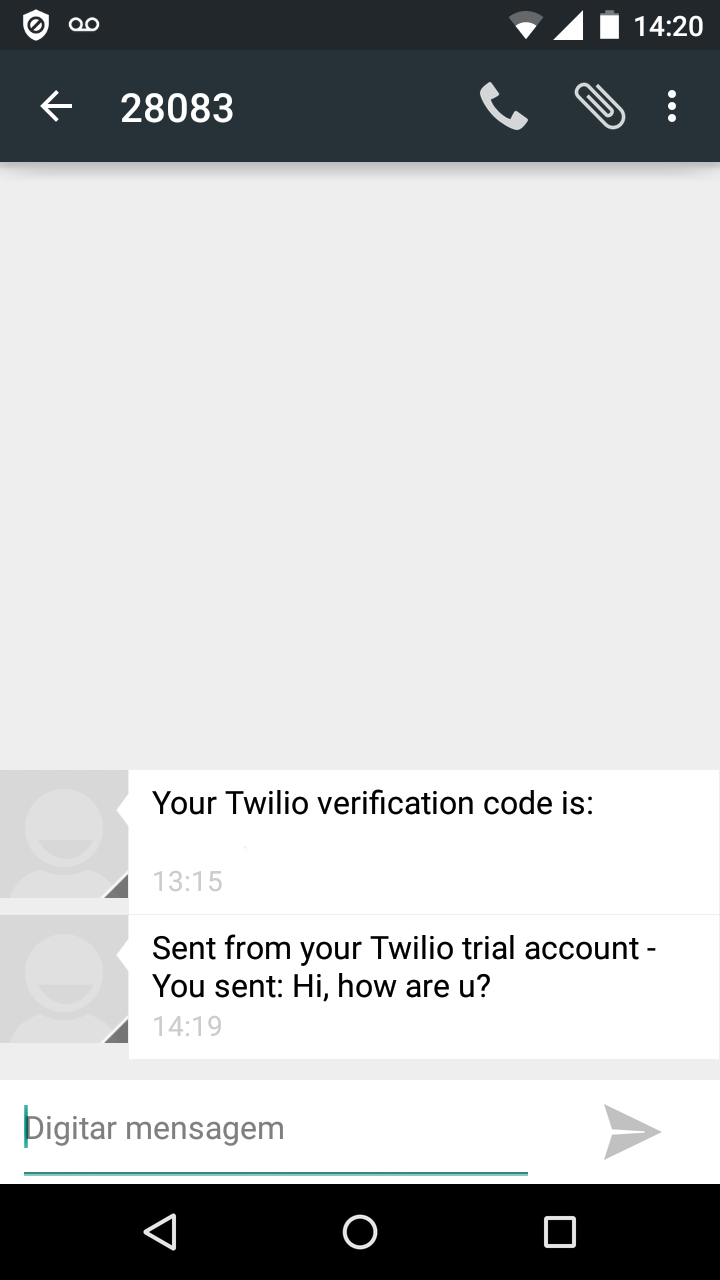 14:20
28083
Your Twilio verification code is:
13:15
Sent from your Twilio trial account -
You sent: Hi, how are u?
14:19
Digitar mensagem